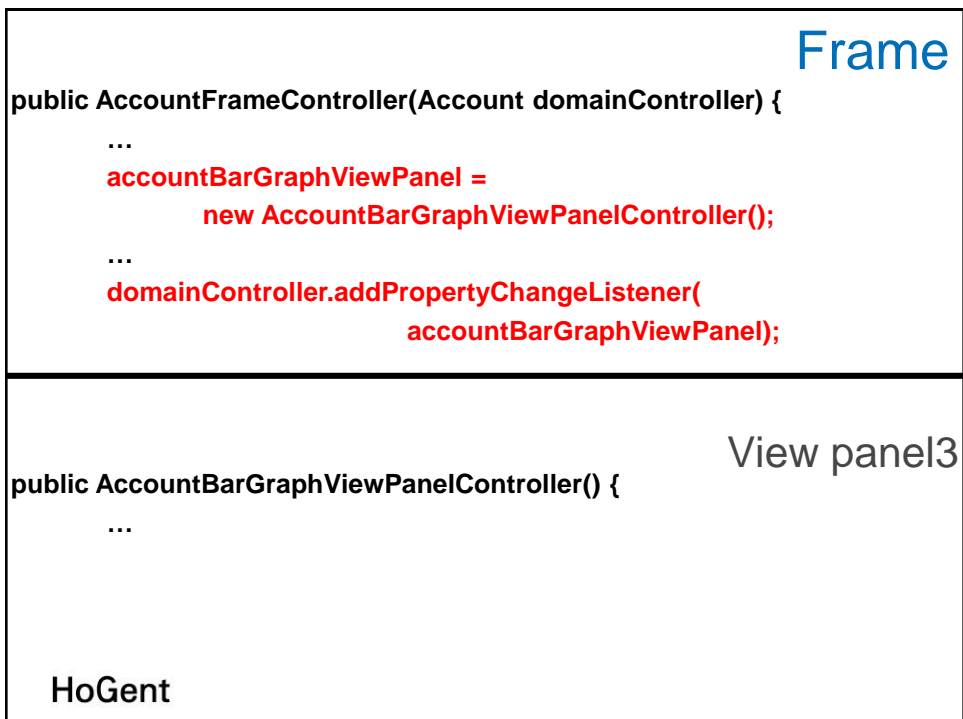 Frame
public AccountFrameController(Account domainController) {
…
accountBarGraphViewPanel =
new AccountBarGraphViewPanelController();
…
domainController.addPropertyChangeListener(
accountBarGraphViewPanel);
View panel3
public AccountBarGraphViewPanelController() {
…
HoGent